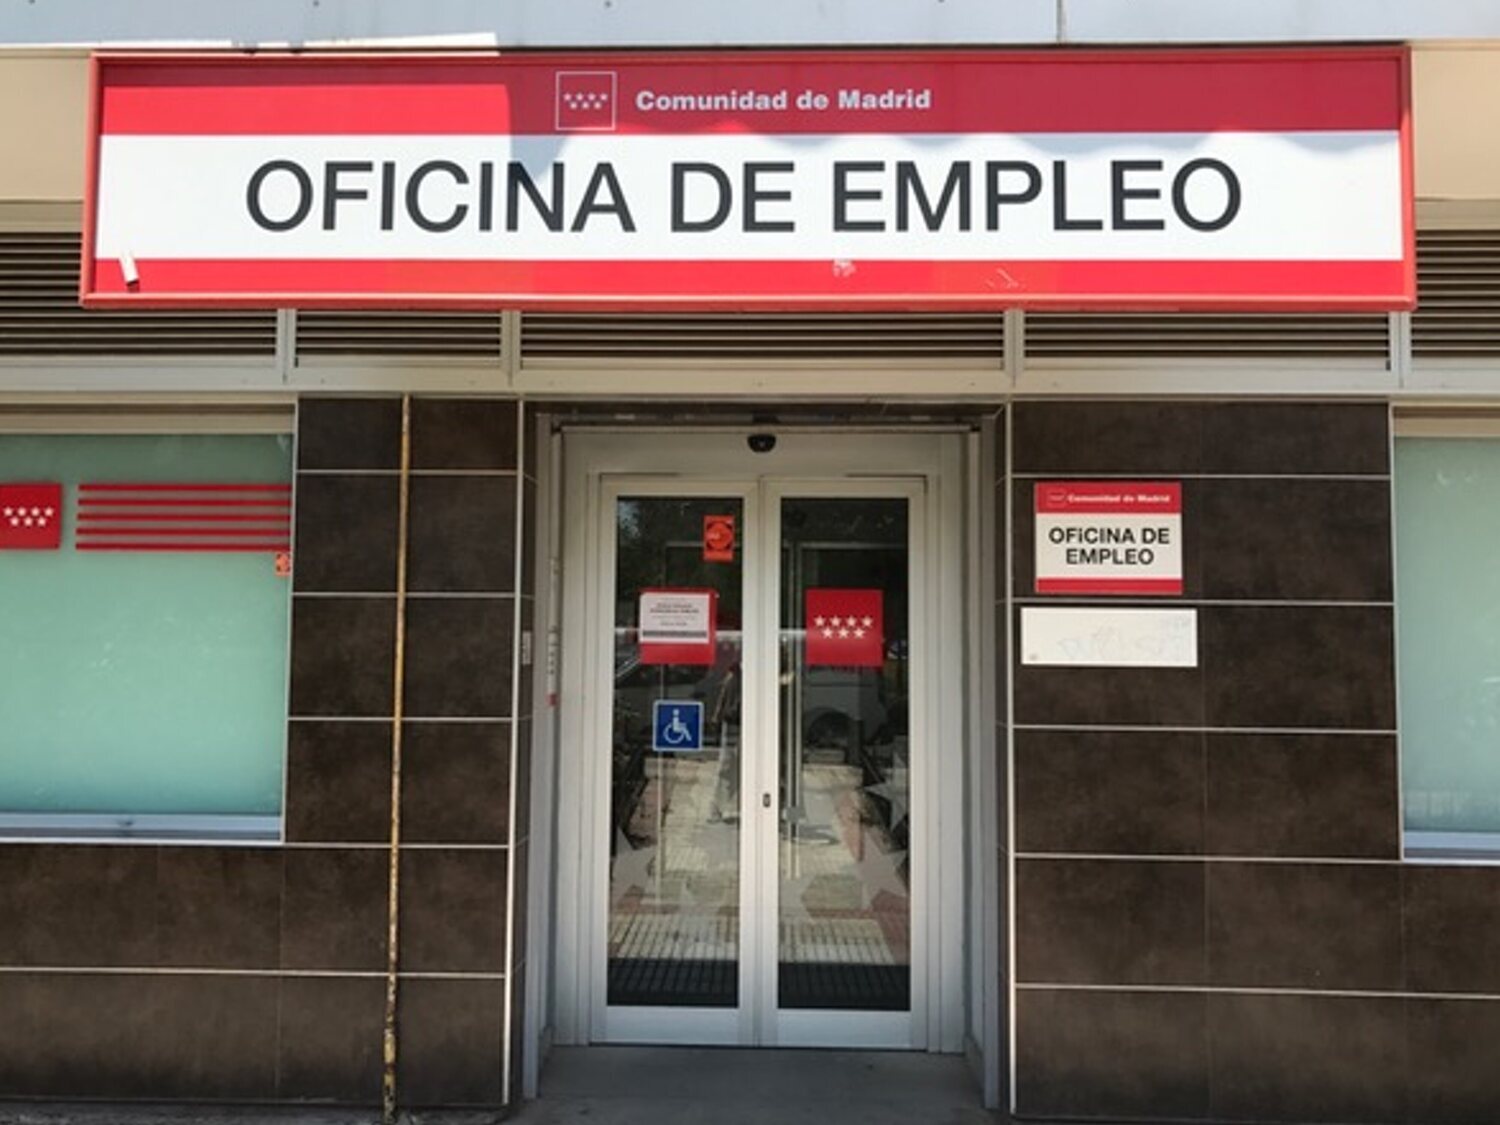 Comunidad de Madrid
OFICINA DE EMPLEO
Comunidad de Madrid
OFiCINA DE
EMPLEO